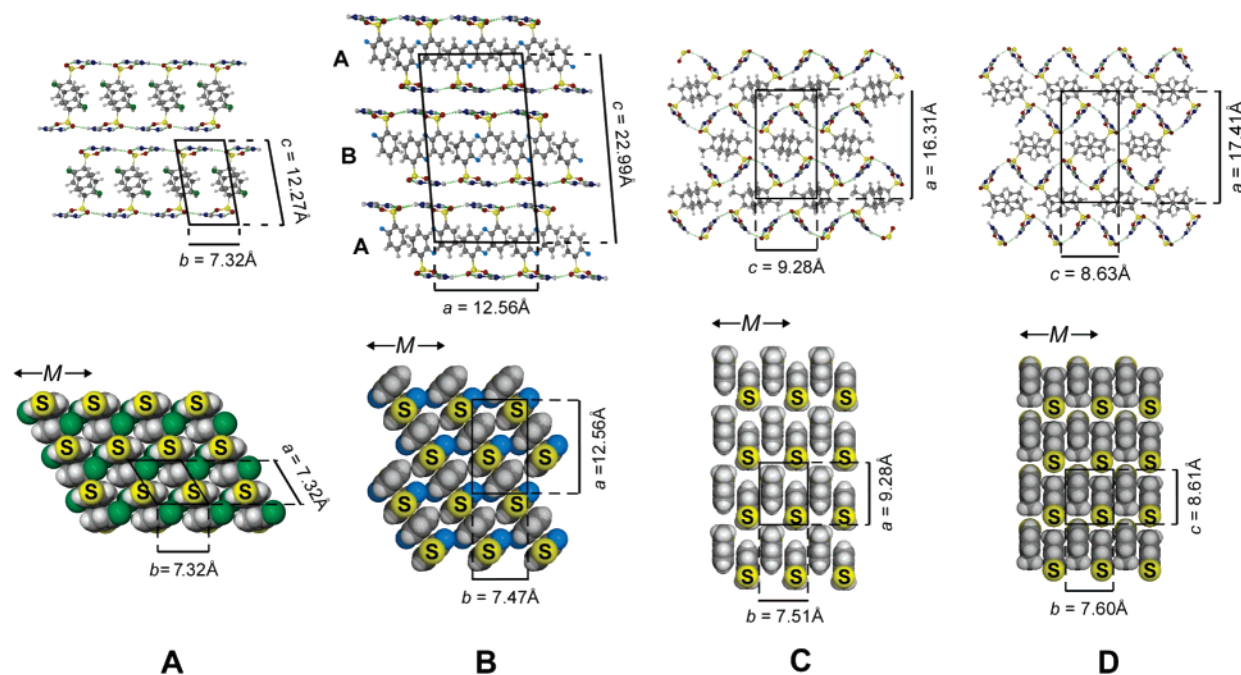 A
B
A
c = 12.27Å
b = 7.32Å
c = 22.99Å
a = 12.56Å
a = 16.31Å
c = 9.28Å
a = 17.41Å
c = 8.63Å
M
S S S S
S S S S
S S S S
S S S S
a = 7.32Å
b = 7.32Å
M
S S S
S S S
S S S
S S S
a =12.56Å
b = 7.47Å
M
S S S
S S S
S S S
S S S
a = 9.28Å
b = 7.51Å
M
S S S
S S S
S S S
S S S
c = 8.61Å
b = 7.60Å
A B C D